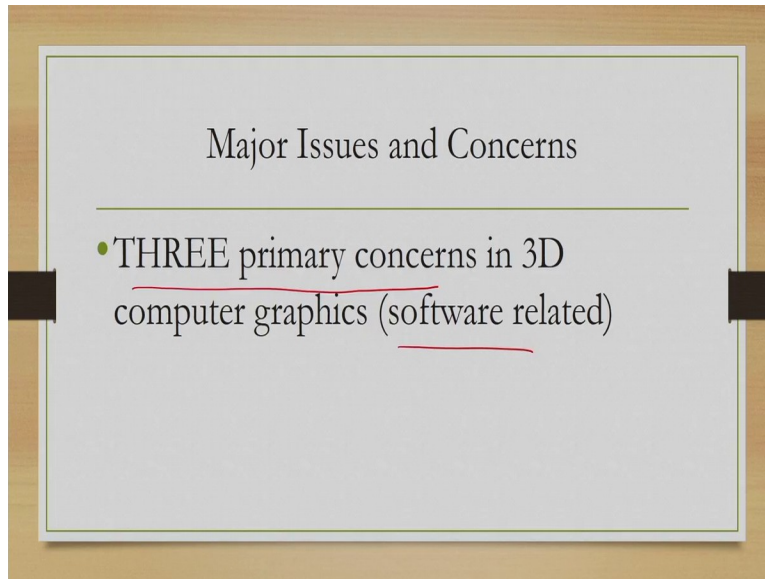 Major Issues and Concerns
•THREE primary concerns in 3D
computer graphics (software related)